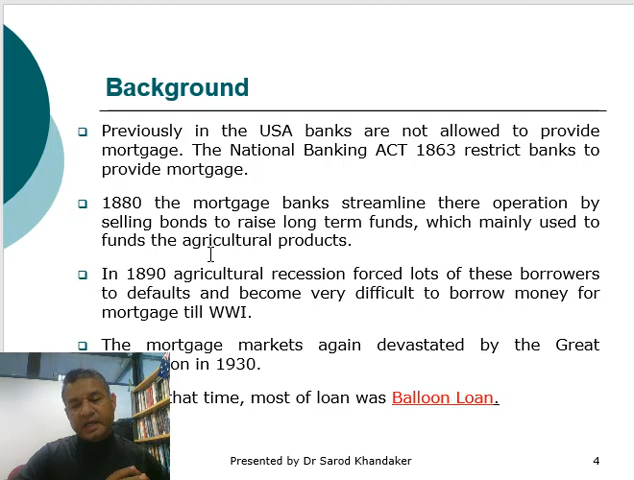 Background
Previously in the USA banks are not allowed to provide
mortgage. The National Banking ACT 1863 restrict banks to
provide mortgage.
1880 the mortgage banks streamline there operation by
selling bonds to raise long term funds, which mainly used to
funds the agricultural products.
In 1890 agricultural recession forced lots of these borrowers
to defaults and become very difficult to borrow money for
mortgage till WWI.
The mortgage markets again devastated by the Great
on in 1930.
that time, most of loan was Balloon Loan.
Presented by Dr Sarod Khandaker
4